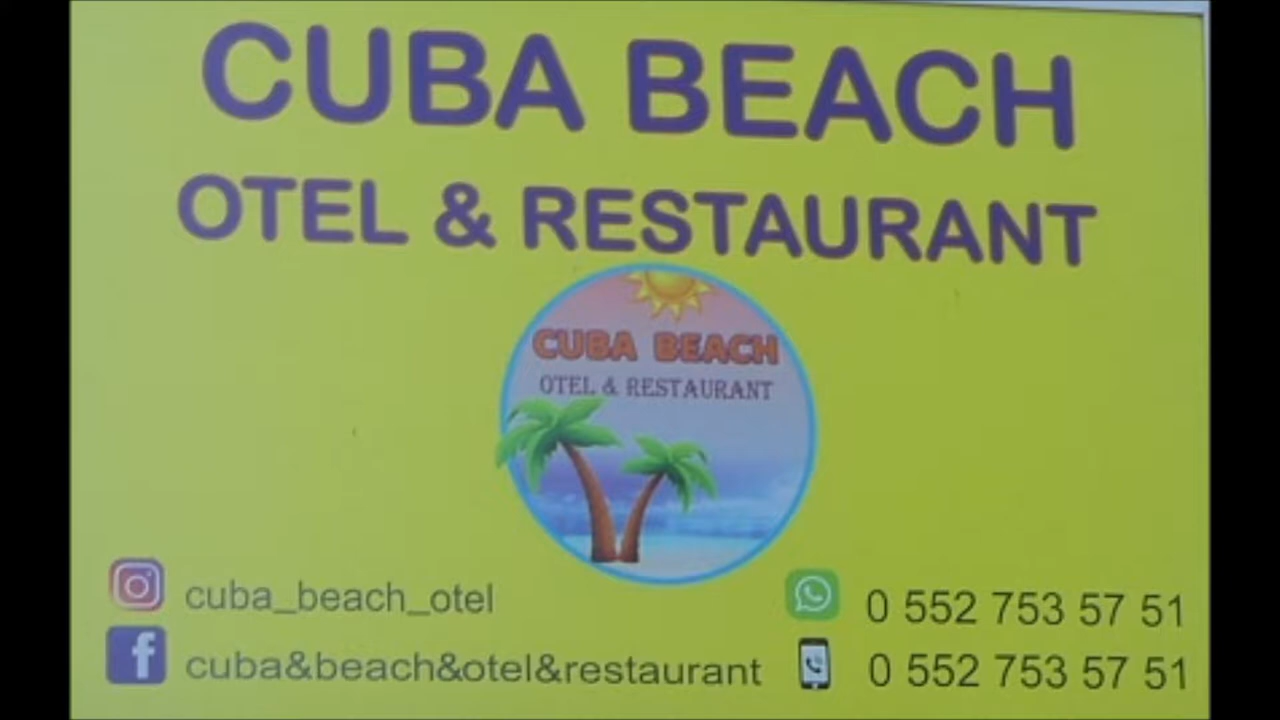 CUBA BEACH
OTEL & RESTAURANT
CUBA BEACH
OTEL & RESTAURANT
cuba_beach_otel
0 552 753 57 51
cuba&beach&otel&restaurant
0 552 753 57 51